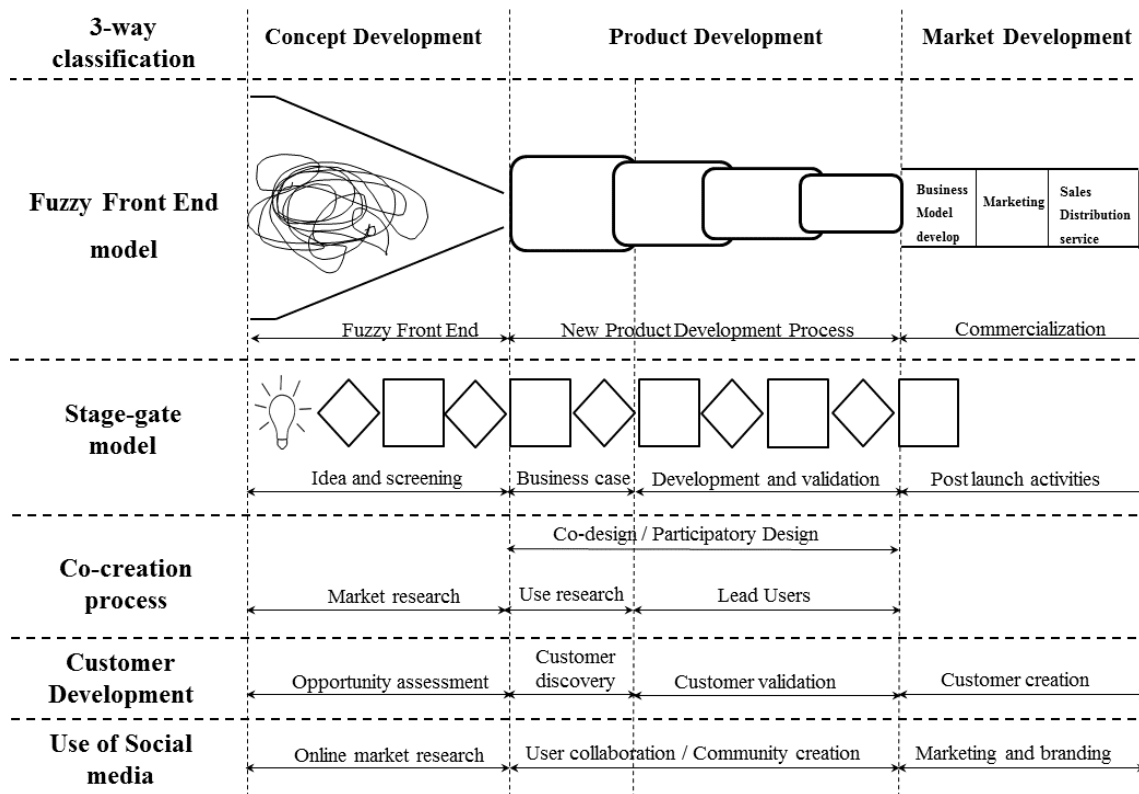 3-way
classification
Concept Development
Product Development
Market Development
Fuzzy Front End
model
Business
Model
develop
Marketing
Sales
Distribution
service
Fuzzy Front End
New Product Development Process
Commercialization
Stage-gate
model
Idea and screening
Business case
Development and validation
Post launch activities
Co-creation
process
Co-design / Participatory Design
Market research
Use research
Lead Users
Customer
Development
Opportunity assessment
Customer
discovery
Customer validation
Customer creation
Use of Social
media
Online market research
User collaboration / Community creation
Marketing and branding